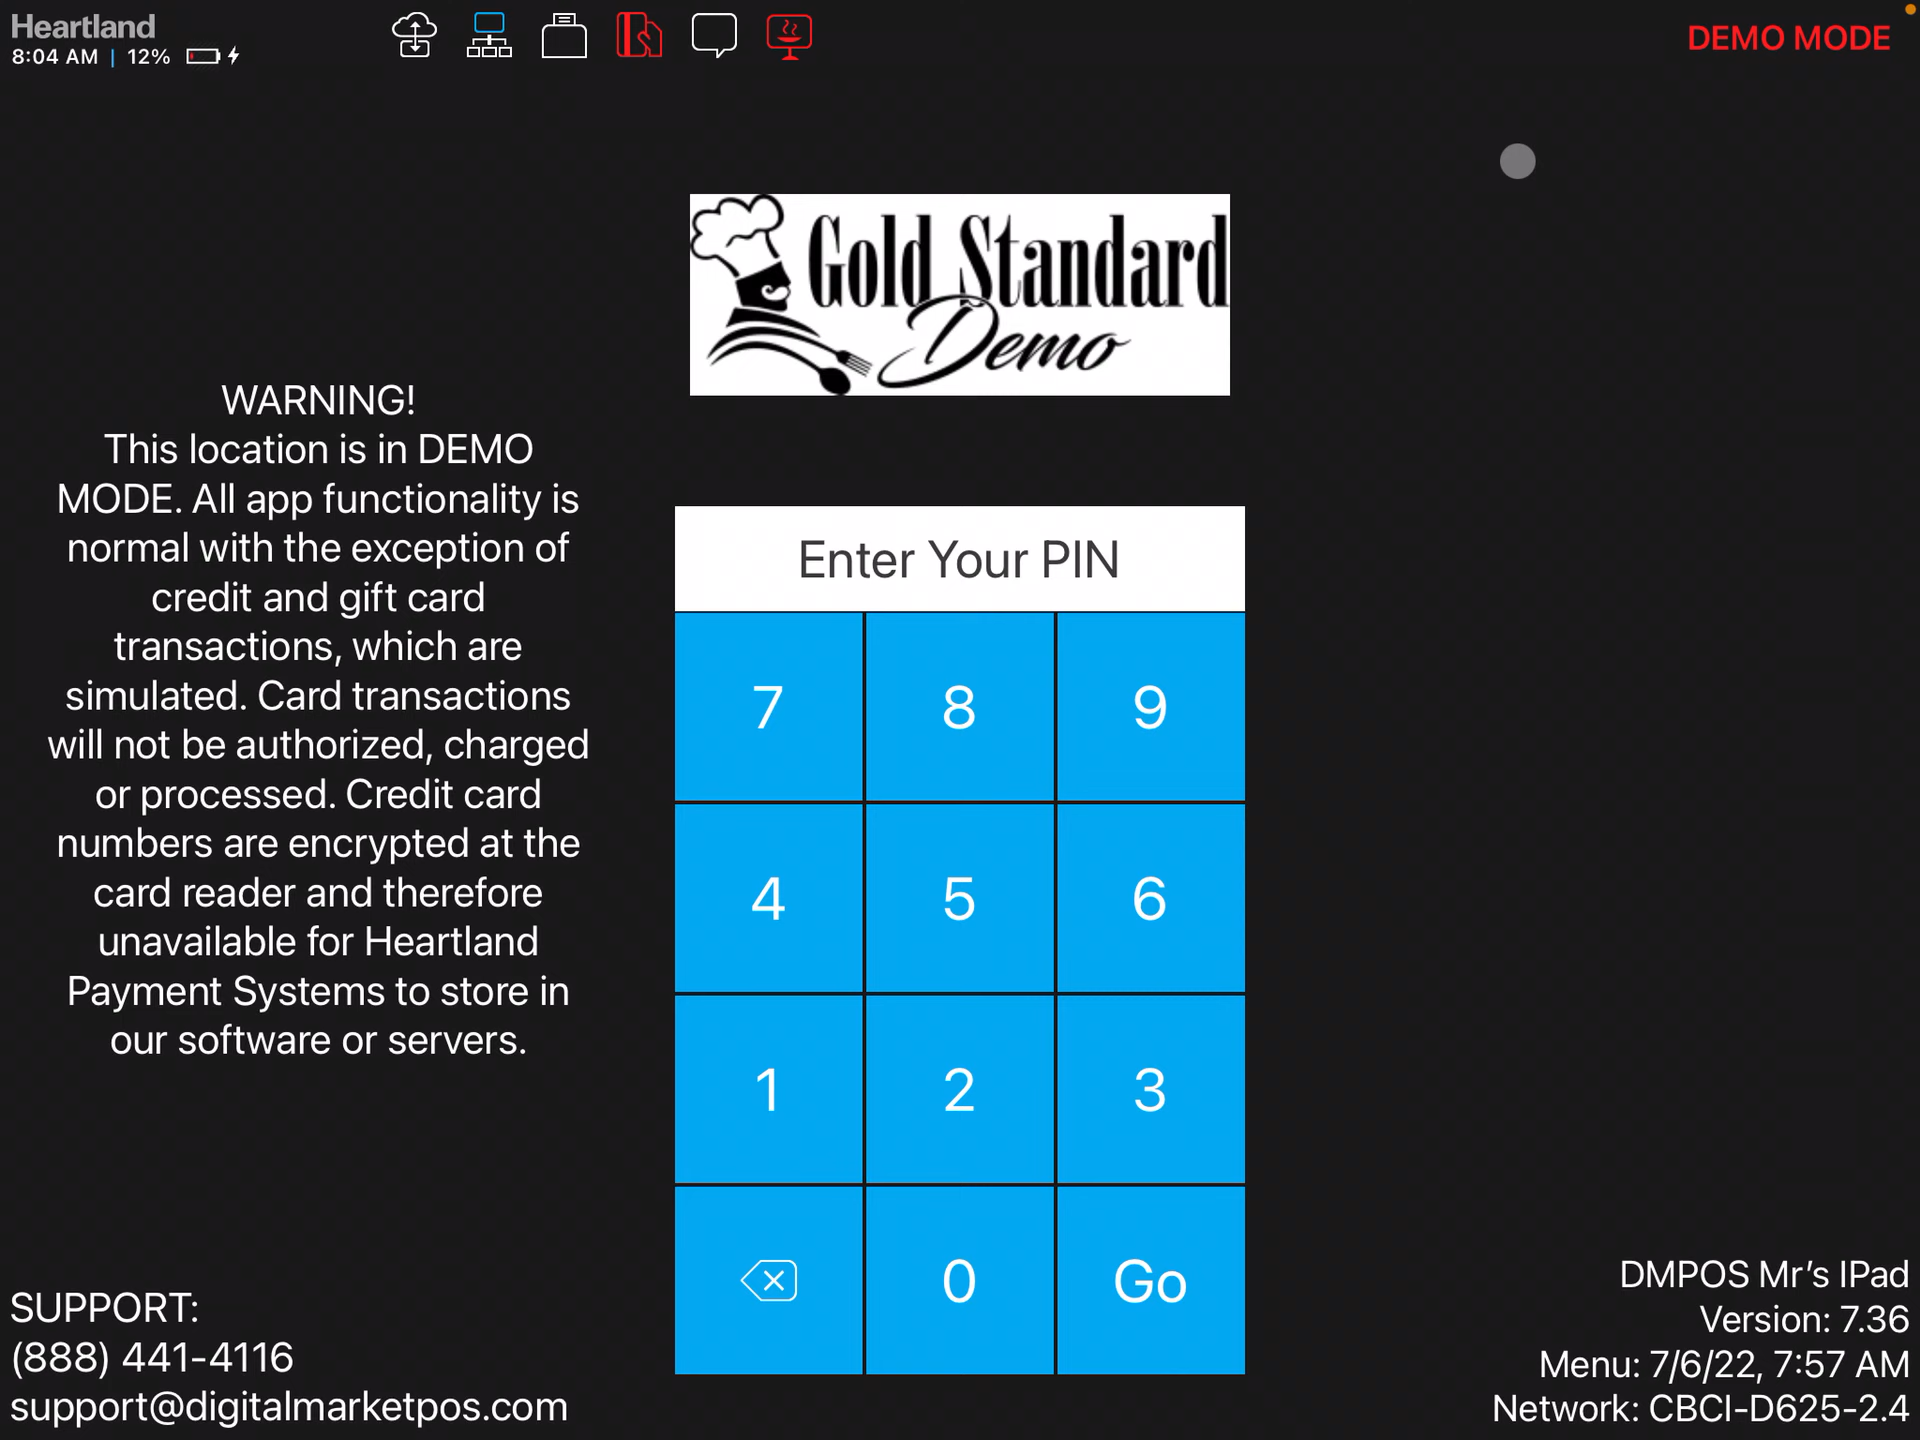 Heartland
8:04 AM | 12%
DEMO MODE
Gold Standard
Demo
WARNING!
This location is in DEMO
MODE. All app functionality is
normal with the exception of
credit and gift card
transactions, which are
simulated. Card transactions
will not be authorized, charged
or processed. Credit card
numbers are encrypted at the
card reader and therefore
unavailable for Heartland
Payment Systems to store in
our software or servers.
Enter Your PIN
7 8 9
4 5 6
1 2 3
0 Go
SUPPORT:
(888) 441-4116
support@digitalmarketpos.com
DMPOS Mr’s IPad
Version: 7.36
Menu: 7/6/22, 7:57 AM
Network: CBCI-D625-2.4